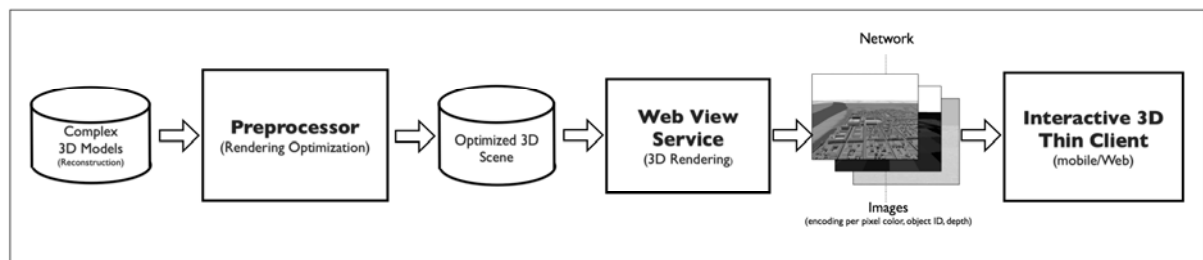 Complex
3D Models
(Reconstruction)
Preprocessor
(Rendering Optimization)
Optimized 3D
Scene
Web View
Service
(3D Rendering)
Network
Images
(encoding per pixel color, object ID, depth)
Interactive 3D
Thin Client
(mobile/Web)